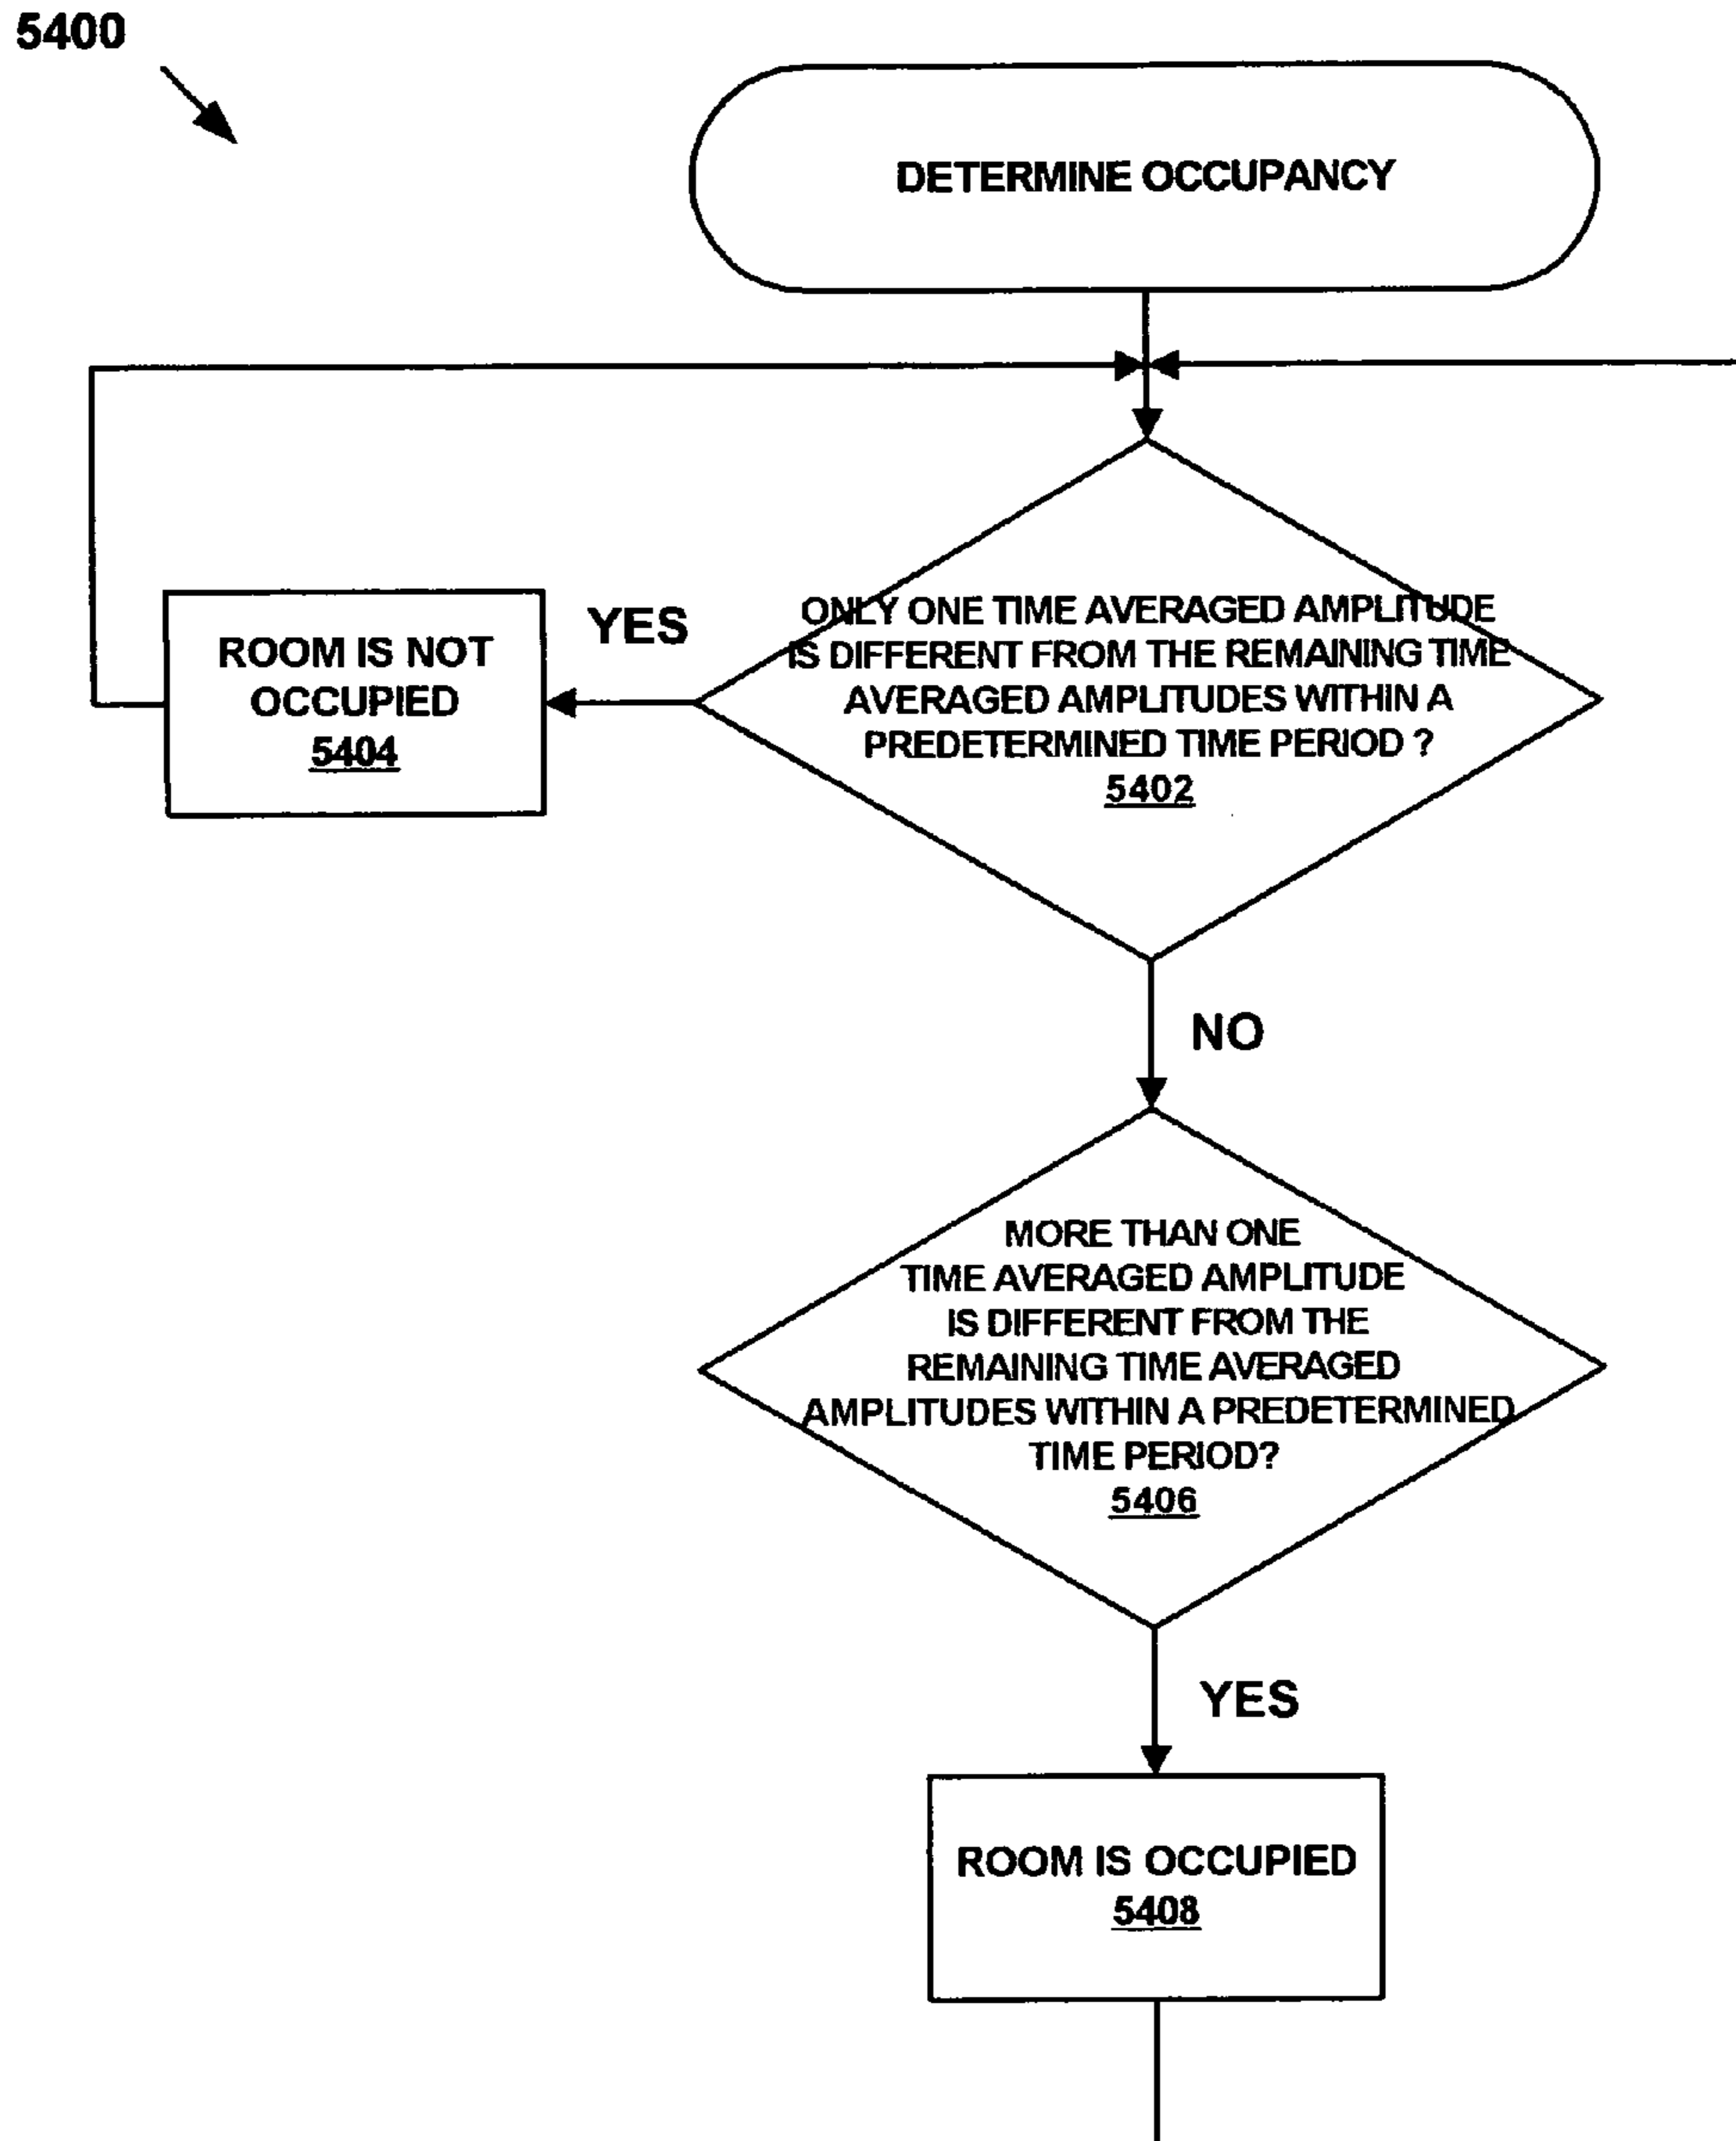 5400
DETERMINE OCCUPANCY
ONLY ONE TIME AVERAGED AMPLITUDE
IS DIFFERENT FROM THE REMAINING TIME
AVERAGED AMPLITUDES WITHIN A
PREDETERMINED TIME PERIOD ?
5402
YES
ROOM IS NOT
OCCUPIED
5404
NO
MORE THAN ONE
TIME AVERAGED AMPLITUDE
IS DIFFERENT FROM THE
REMAINING TIME AVERAGED
AMPLITUDES WITHIN A PREDETERMINED
TIME PERIOD?
5406
YES
ROOM IS OCCUPIED
5408